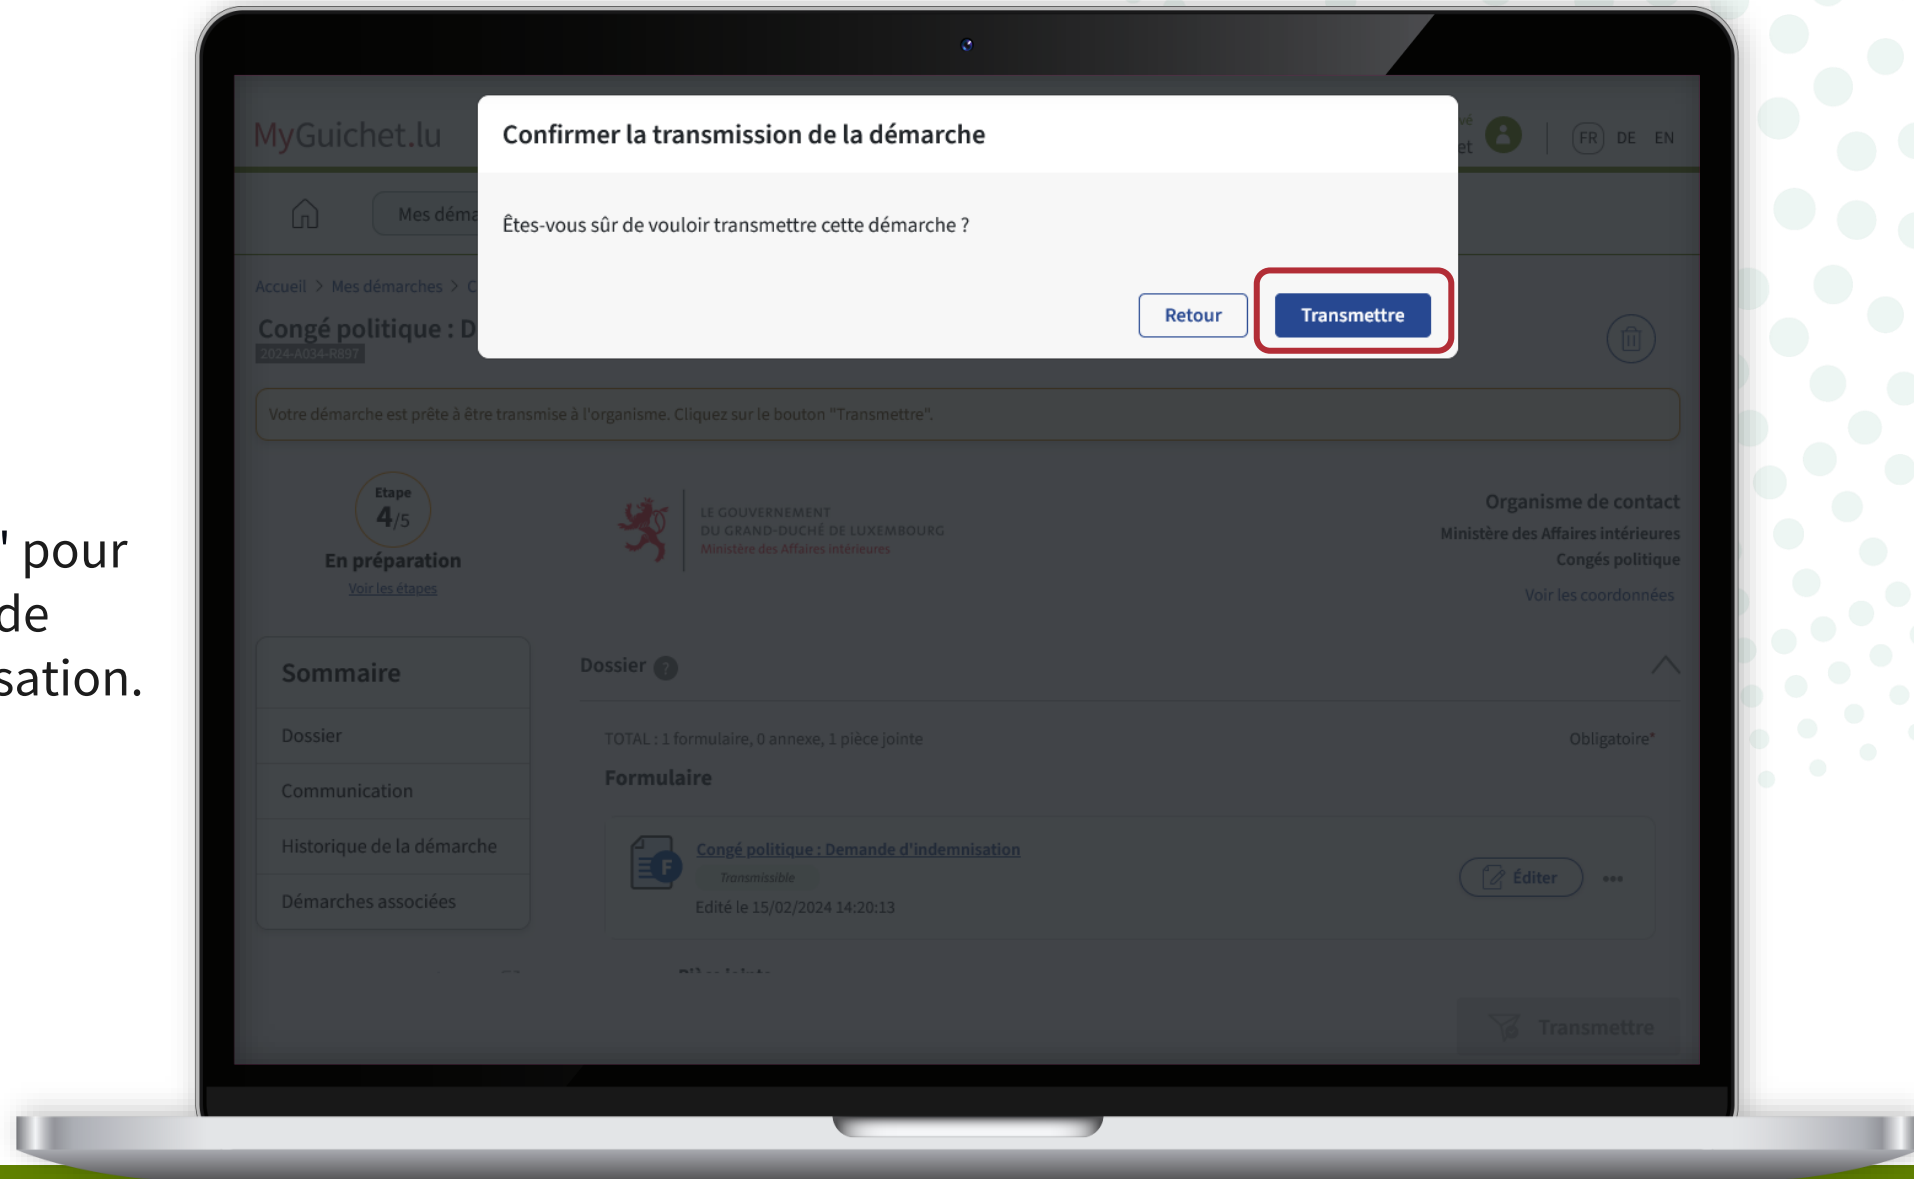 " pour
de
sation.
MyGuichet.lu
Confirmer la transmission de la démarche
Êtes-vous sûr de vouloir transmettre cette démarche ?
Retour
Transmettre
vé
et
FR DE EN
Mes déma
Accueil > Mes démarches > C
Congé politique : D
2024-A034-R897
Votre démarche est prête à être transmise à l'organisme. Cliquez sur le bouton "Transmettre".
Etape
4/5
En préparation
Voir les étapes
LE GOUVERNEMENT
DU GRAND-DUCHÉ DE LUXEMBOURG
Ministère des Affaires intérieures
Organisme de contact
Ministère des Affaires intérieures
Congés politique
Voir les coordonnées
Sommaire
Dossier
Communication
Historique de la démarche
Démarches associées
Dossier ?
TOTAL : 1 formulaire, 0 annexe, 1 pièce jointe
Obligatoire*
Formulaire
F
Congé politique : Demande d'indemnisation
Transmissible
Edité le 15/02/2024 14:20:13
Éditer
Transmettre